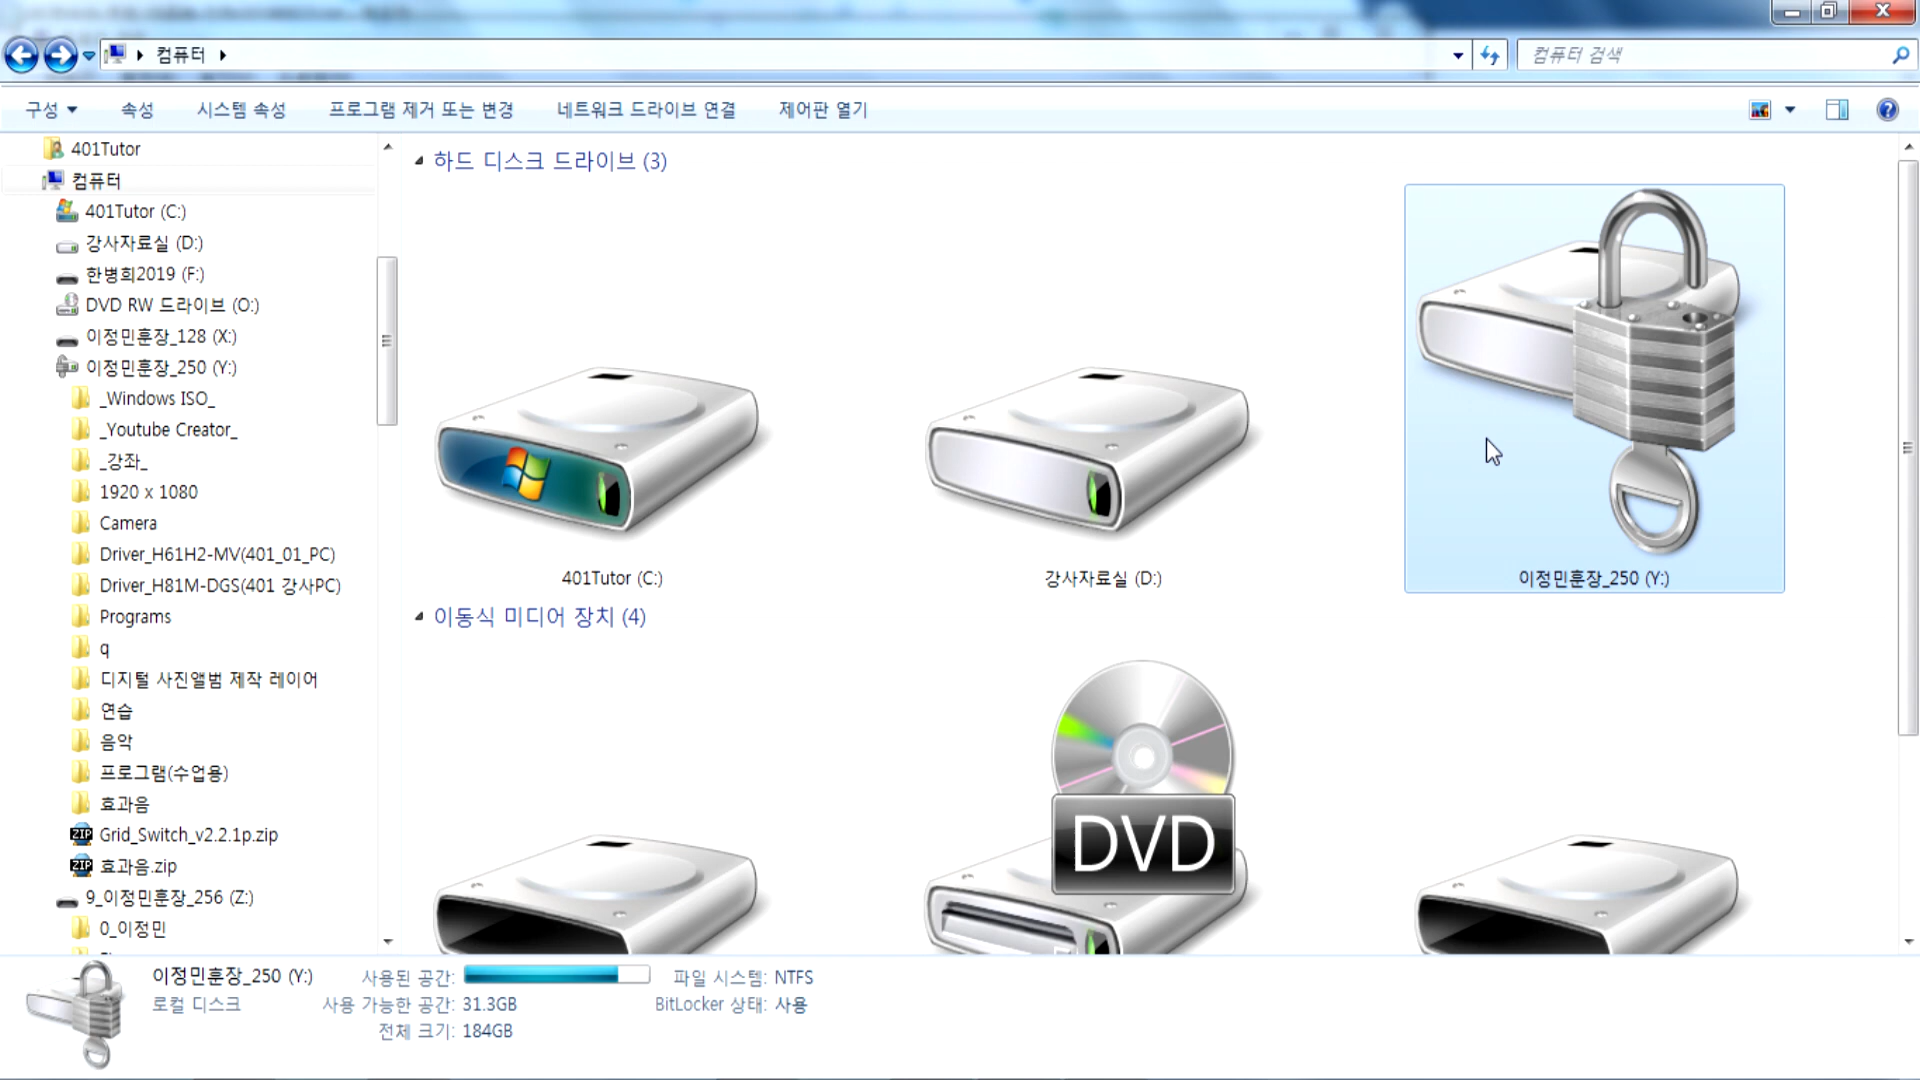 컴퓨터
컴퓨터 검색
구성 속성 시스템 속성 프로그램 제거 또는 변경 네트워크 드라이브 연결 제어판 열기
401Tutor
컴퓨터
401Tutor (C:)
강사자료실 (D:)
한병희2019 (F:)
DVD RW 드라이브 (O:)
이정민훈장_128 (X:)
이정민훈장_250 (Y:)
_Windows ISO_
_Youtube Creator_
_강좌_
1920 x 1080
Camera
Driver_H61H2-MV(401_01_PC)
Driver_H81M-DGS(401 강사PC)
Programs
q
디지털 사진앨범 제작 레이어
연습
음악
프로그램(수업용)
효과음
ZIP Grid_Switch_v2.2.1p.zip
ZIP 효과음.zip
9_이정민훈장_256 (Z:)
0_이정민
하드 디스크 드라이브 (3)
401Tutor (C:)
강사자료실 (D:)
이정민훈장_250 (Y:)
이동식 미디어 장치 (4)
DVD
이정민훈장_250 (Y:) 사용된 공간: 파일 시스템: NTFS
로컬 디스크 사용 가능한 공간: 31.3GB BitLocker 상태: 사용
전체 크기: 184GB